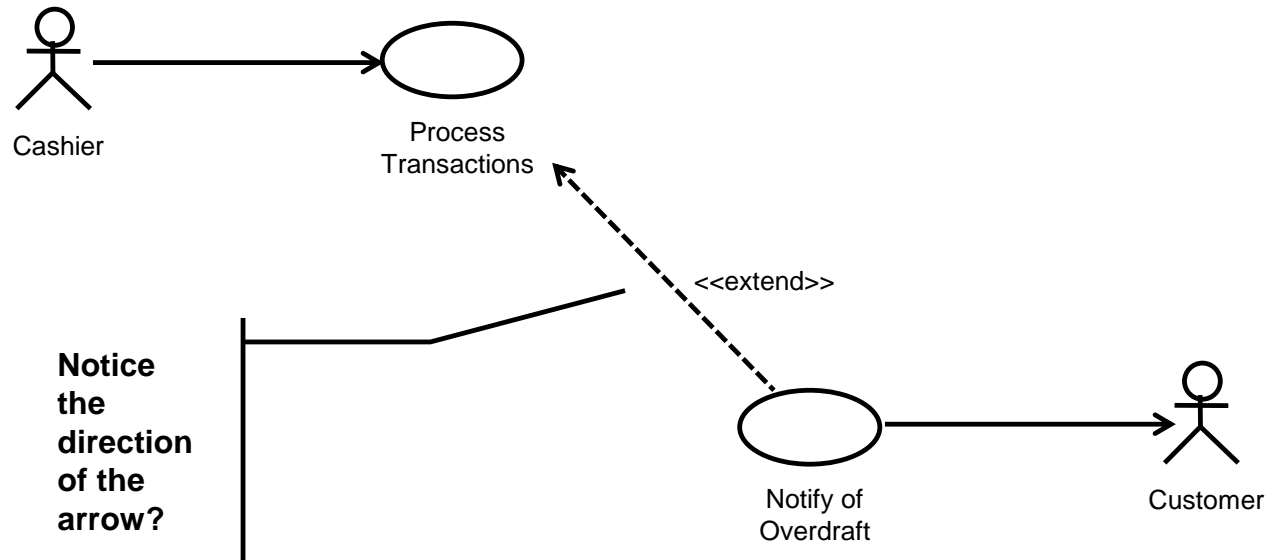 Cashier
Process
Transactions
<<extend>>
Notice
the
direction
of the
arrow?
Notify of
Overdraft
Customer